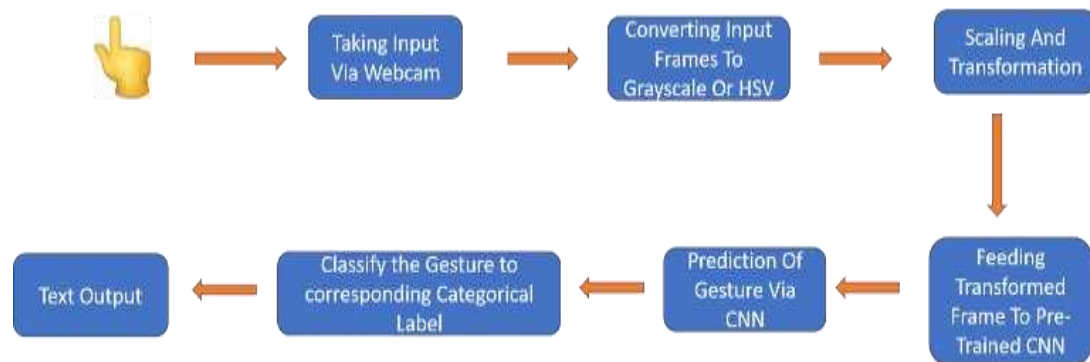 Taking Input
Via Webcam
Converting Input
Frames To
Grayscale Or HSV
Scaling And
Transformation
Feeding
Transformed
Frame To Pre-
Trained CNN
Prediction Of
Gesture Via
CNN
Classify the Gesture to
corresponding Categorical
Label
Text Output